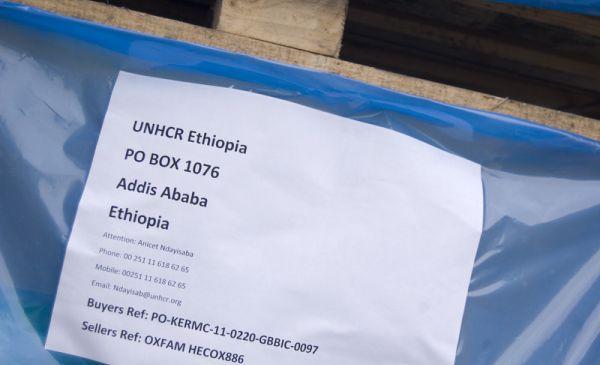 UNHCR Ethiopia
PO BOX 1076
Addis Ababa
Ethiopia
Attention: Anicet Ndayisaba
Phone: 00 251 11 618 62 65
Mobile: 00251 11 618 62 65
Email: Ndayisab@unhcr.org
Buyers Ref: PO-KERMC-11-0220-GBBIC-0097
Sellers Ref: OXFAM HECOX886